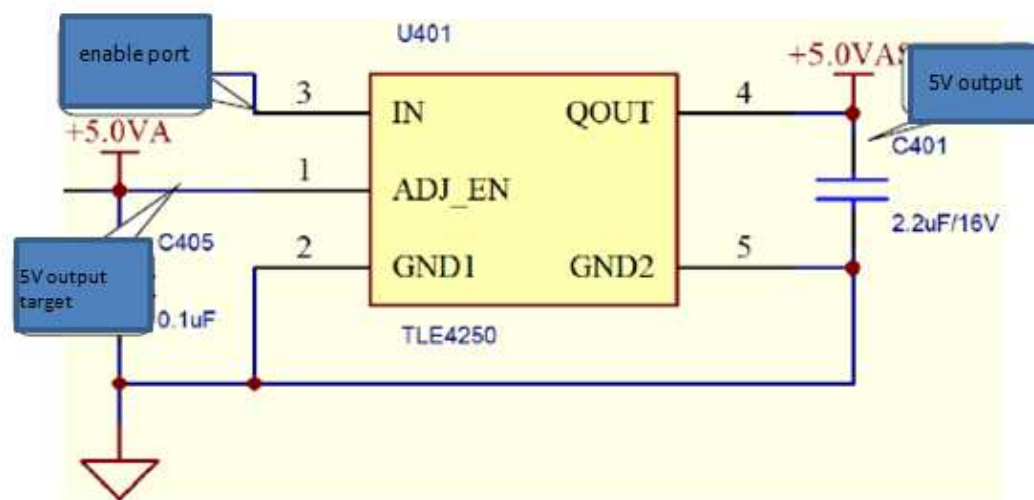 U401
enable port
+5.0VA
5V output
3
IN
QOUT
4
C401
+5.0VA
1
ADJ_EN
2.2uF/16V
C405
2
GND1
GND2
5
5V output
target
0.1uF
TLE4250